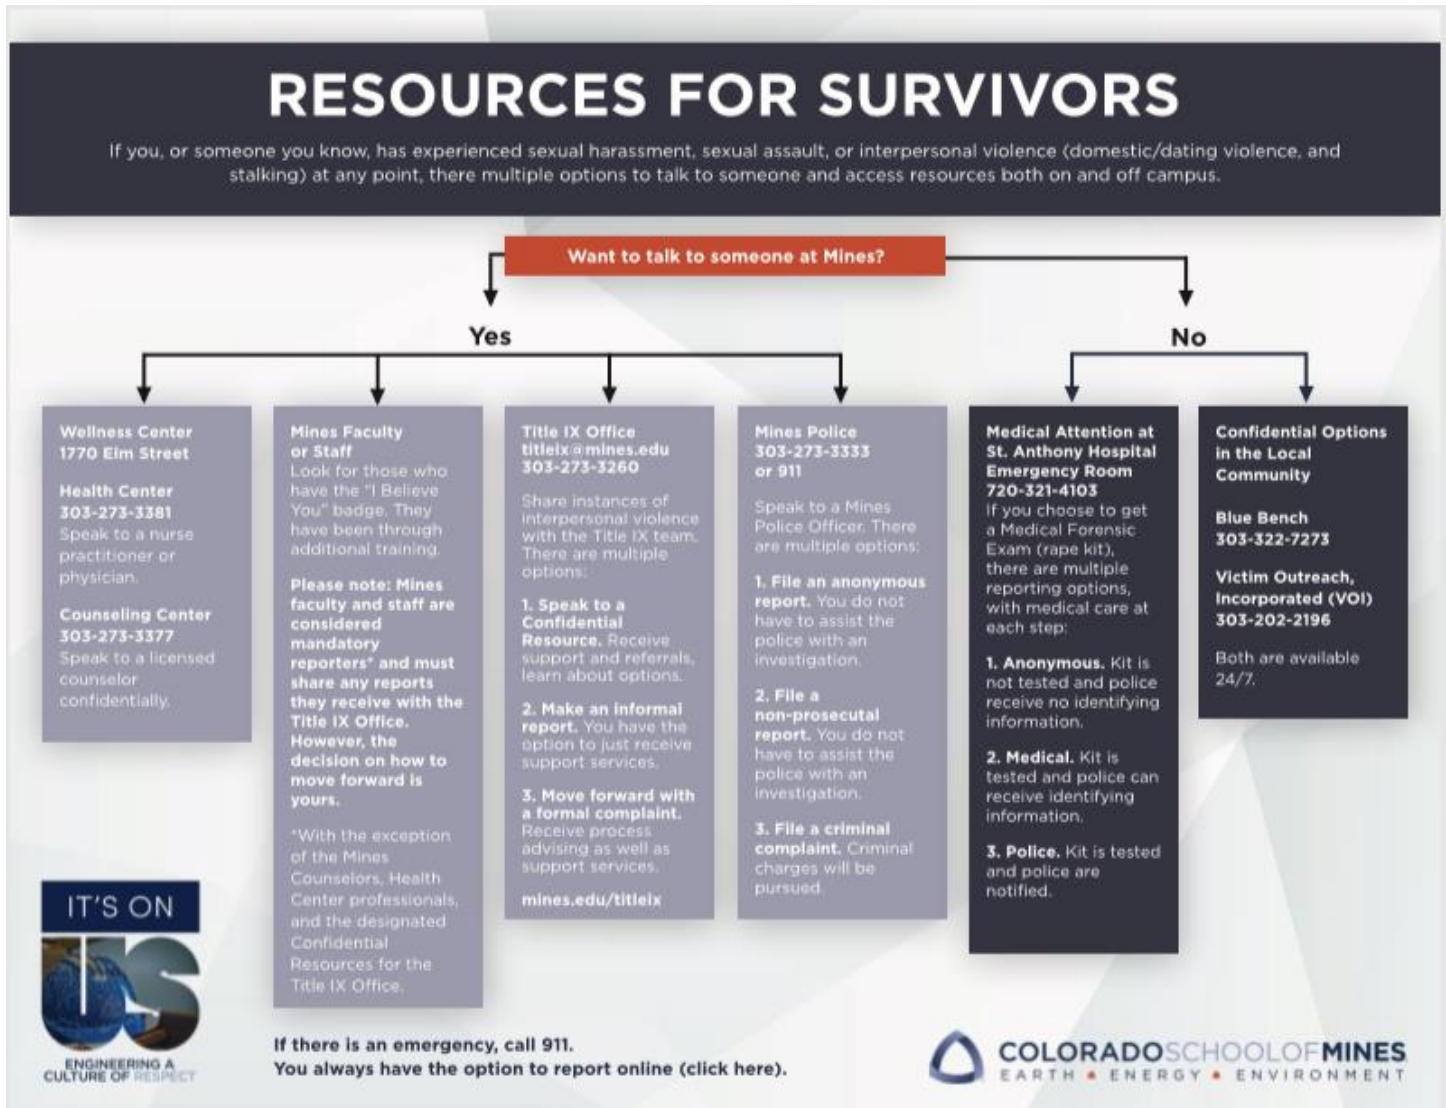 RESOURCES FOR SURVIVORS
If you, or someone you know, has experienced sexual harassment, sexual assault, or interpersonal violence (domestic/dating violence, and
stalking) at any point, there multiple options to talk to someone and access resources both on and off campus.
Want to talk to someone at Mines?
Yes
No
Wellness Center
1770 Elm Street
Health Center
303-273-3381
Speak to a nurse
practitioner or
physician.
Counseling Center
303-273-3377
Speak to a licensed
counselor
confidentially.
Mines Faculty
or Staff
Look for those who
have the "I Believe
You" badge. They
have been through
additional training.
Please note: Mines
faculty and staff are
considered
mandatory
reporters* and must
share any reports
they receive with the
Title IX Office.
However, the
decision on how to
move forward is
yours.
*With the exception
of the Mines
Counselors, Health
Center professionals,
and the designated
Confidential
Resources for the
Title IX Office.
Title IX Office
titleix@mines.edu
303-273-3260
Share instances of
interpersonal violence
with the Title IX team.
There are multiple
options:
1. Speak to a
Confidential
Resource. Receive
support and referrals,
learn about options.
2. Make an informal
report. You have the
option to just receive
support services.
3. Move forward with
a formal complaint.
Receive process
advising as well as
support services.
mines.edu/titleix
Mines Police
303-273-3333
or 911
Speak to a Mines
Police Officer. There
are multiple options:
1. File an anonymous
report. You do not
have to assist the
police with an
investigation.
2. File a
non-prosecutal
report. You do not
have to assist the
police with an
investigation.
3. File a criminal
complaint. Criminal
charges will be
pursued.
Medical Attention at
St. Anthony Hospital
Emergency Room
720-321-4103
If you choose to get
a Medical Forensic
Exam (rape kit),
there are multiple
reporting options,
with medical care at
each step:
1. Anonymous. Kit is
not tested and police
receive no identifying
information.
2. Medical. Kit is
tested and police can
receive identifying
information.
3. Police. Kit is tested
and police are
notified.
Confidential Options
in the Local
Community
Blue Bench
303-322-7273
Victim Outreach,
Incorporated (VOI)
303-202-2196
Both are available
24/7.
IT'S ON
US
ENGINEERING A
CULTURE OF RESPECT
If there is an emergency, call 911.
You always have the option to report online (click here).
COLORADOSCHOOLOFMINES
EARTH • ENERGY • ENVIRONMENT